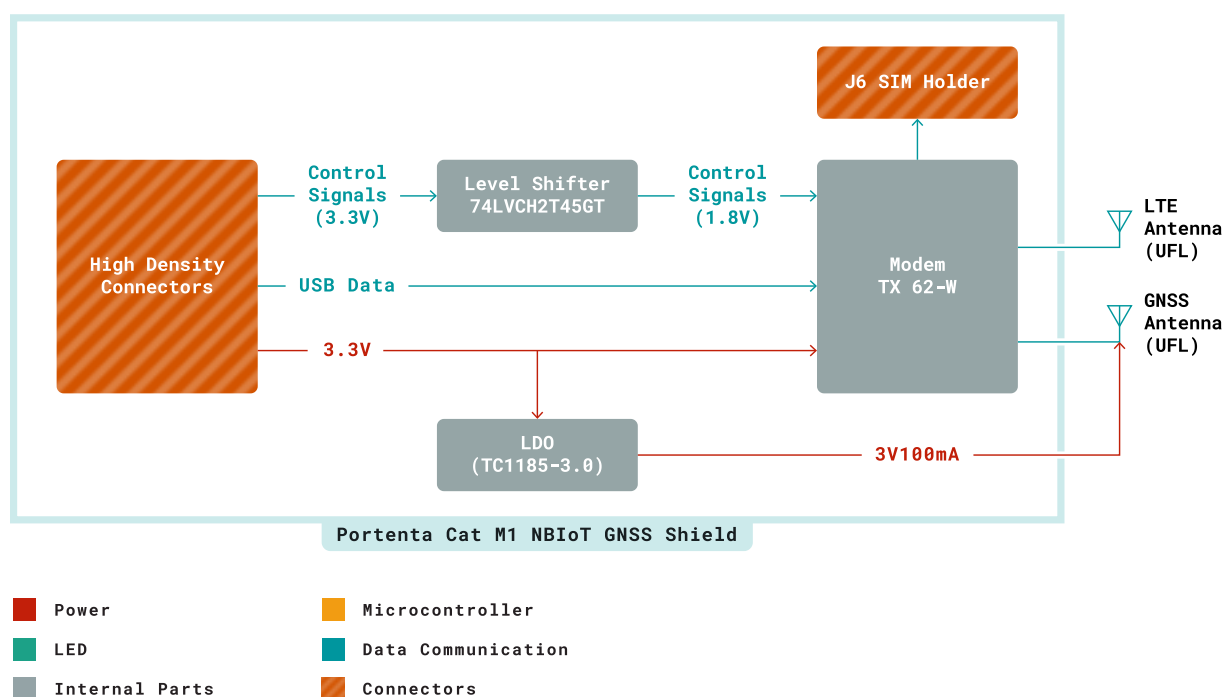 J6 SIM Holder
Control
Signals
(3.3V)
Level Shifter
74LVCH2T45GT
Control
Signals
(1.8V)
LTE
Antenna
(UFL)
High Density
Connectors
USB Data
Modem
TX 62-W
GNSS
Antenna
(UFL)
3.3V
LDO
(TC1185-3.0)
3V100mA
Portenta Cat M1 NBIoT GNSS Shield
Power
Microcontroller
LED
Data Communication
Internal Parts
Connectors